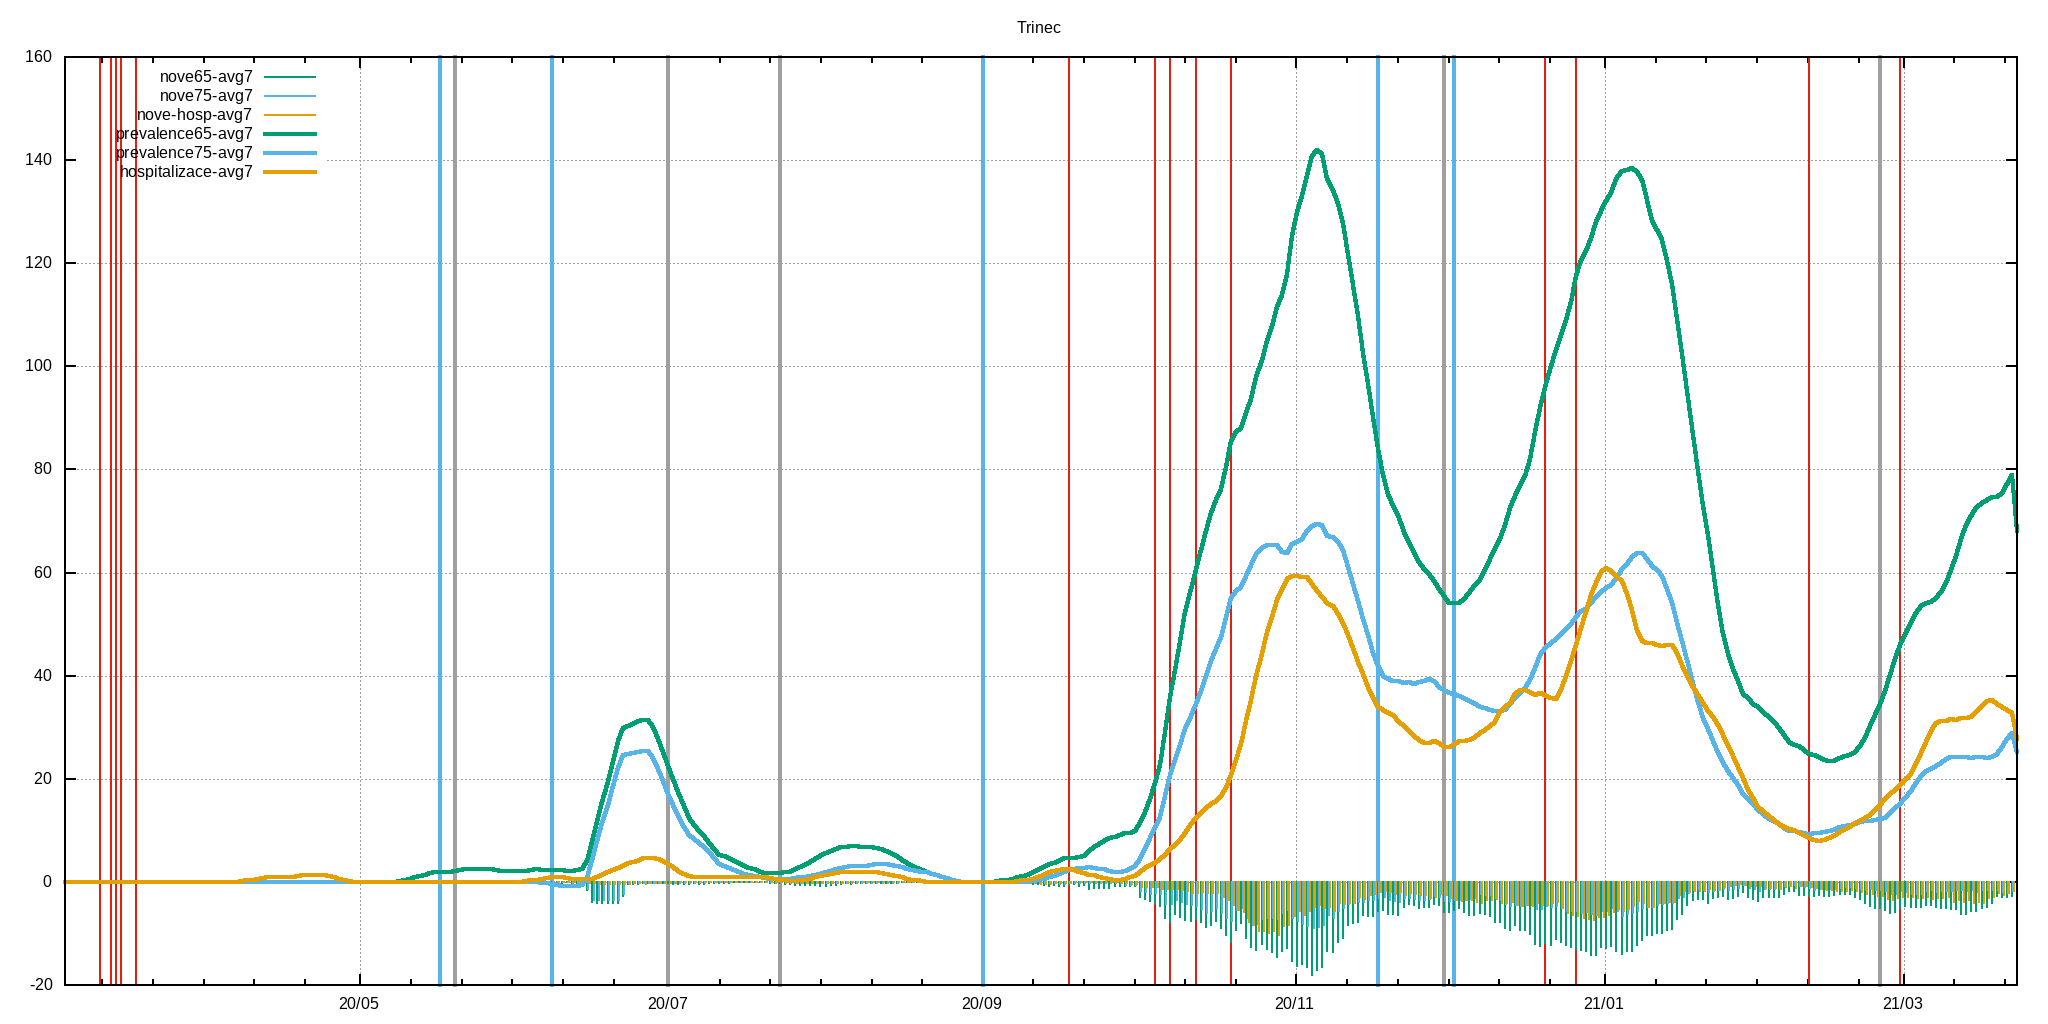 Trinec
160
nove65-avg7
nove75-avg7
nove-hosp-avg7
prevalence65-avg7
prevalence75-avg7
hospitalizace-avg7
140
120
100
80
60
40
20
0
-20
20/05 20/07 20/09 20/11 21/01 21/03